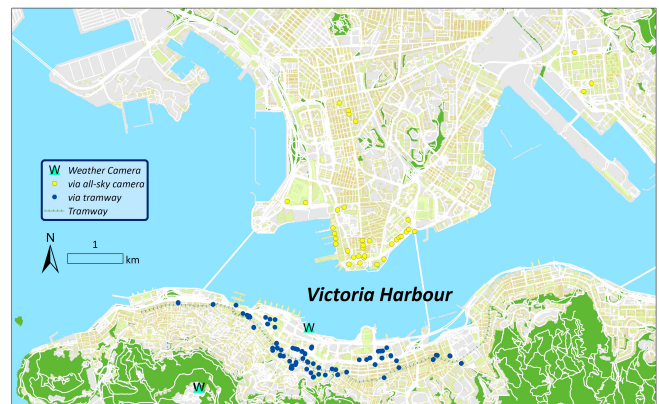 W Weather Camera
via all-sky camera
via tramway
Tramway
N
1
km
Victoria Harbour
W
W